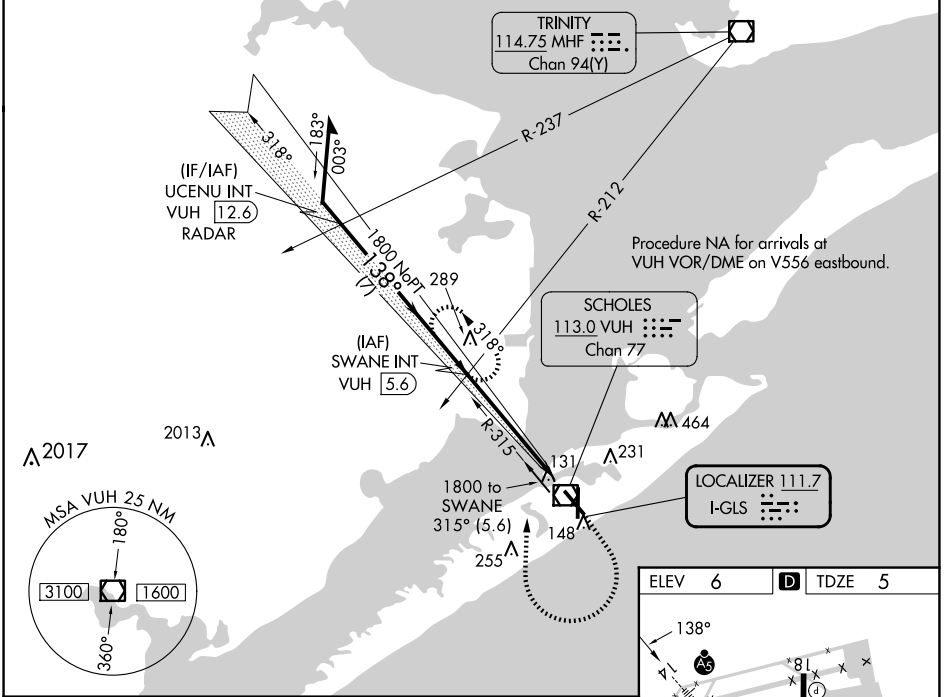 TRINITY
114.75 MHF
Chan 94(Y)
R-237
R-212
183°
003°
318°
(IF/IAF)
UCENU INT
VUH 12.6
RADAR
1800 NoPT
138°
(7)
289
318°
Procedure NA for arrivals at
VUH VOR/DME on V556 eastbound.
SCHOLES
113.0 VUH
Chan 77
(IAF)
SWANE INT
VUH 5.6
R-315
2017
2013
464
231
131
1800 to
SWANE
315° (5.6)
148
255
LOCALIZER 111.7
I-GLS
MSA VUH 25 NM
180°
3100
1600
360°
ELEV 6
D
TDZE 5
138°
A5
14
18
P